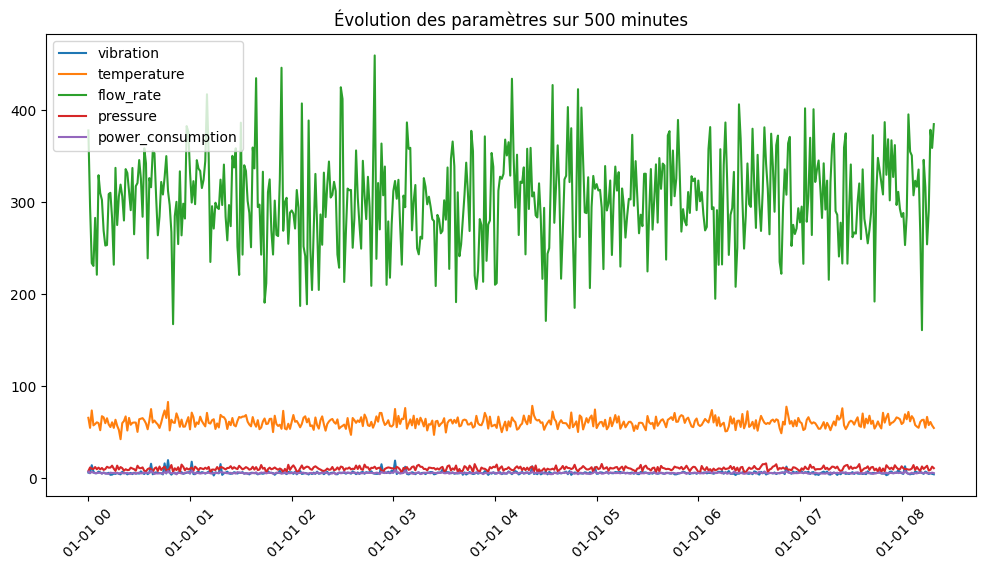 Évolution des paramètres sur 500 minutes
vibration
temperature
flow_rate
pressure
power_consumption
400
300
200
100
0
01-01 00
01-01 01
01-01 02
01-01 03
01-01 04
01-01 05
01-01 06
01-01 07
01-01 08